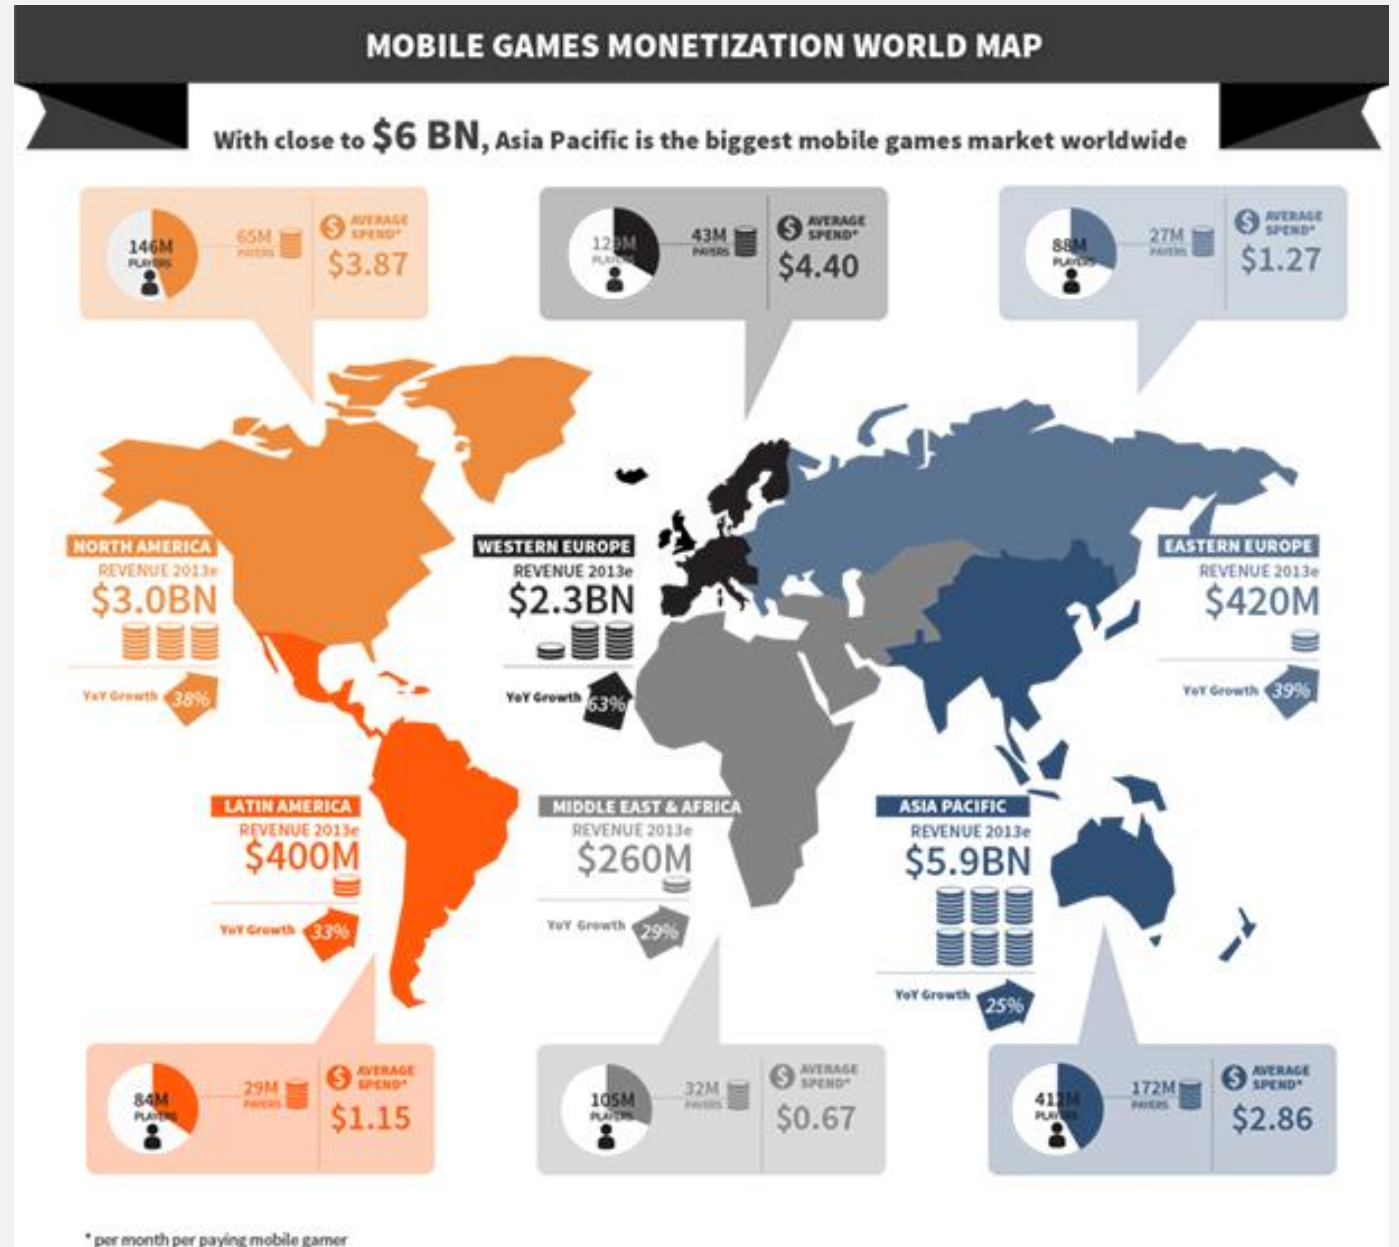 MOBILE GAMES MONETIZATION WORLD MAP
With close to $6 BN, Asia Pacific is the biggest mobile games market worldwide
146M
PLAYERS
65M
PAYERS
AVERAGE
SPEND*
$3.87
129M
PLAYERS
43M
PAYERS
AVERAGE
SPEND*
$4.40
88M
PLAYERS
27M
PAYERS
AVERAGE
SPEND*
$1.27
NORTH AMERICA
REVENUE 2013e
$3.0BN
YoY Growth 38%
WESTERN EUROPE
REVENUE 2013e
$2.3BN
YoY Growth 63%
EASTERN EUROPE
REVENUE 2013e
$420M
YoY Growth 39%
LATIN AMERICA
REVENUE 2013e
$400M
YoY Growth 33%
MIDDLE EAST & AFRICA
REVENUE 2013e
$260M
YoY Growth 29%
ASIA PACIFIC
REVENUE 2013e
$5.9BN
YoY Growth 25%
84M
PLAYERS
29M
PAYERS
AVERAGE
SPEND*
$1.15
105M
PLAYERS
32M
PAYERS
AVERAGE
SPEND*
$0.67
412M
PLAYERS
172M
PAYERS
AVERAGE
SPEND*
$2.86
* per month per paying mobile gamer